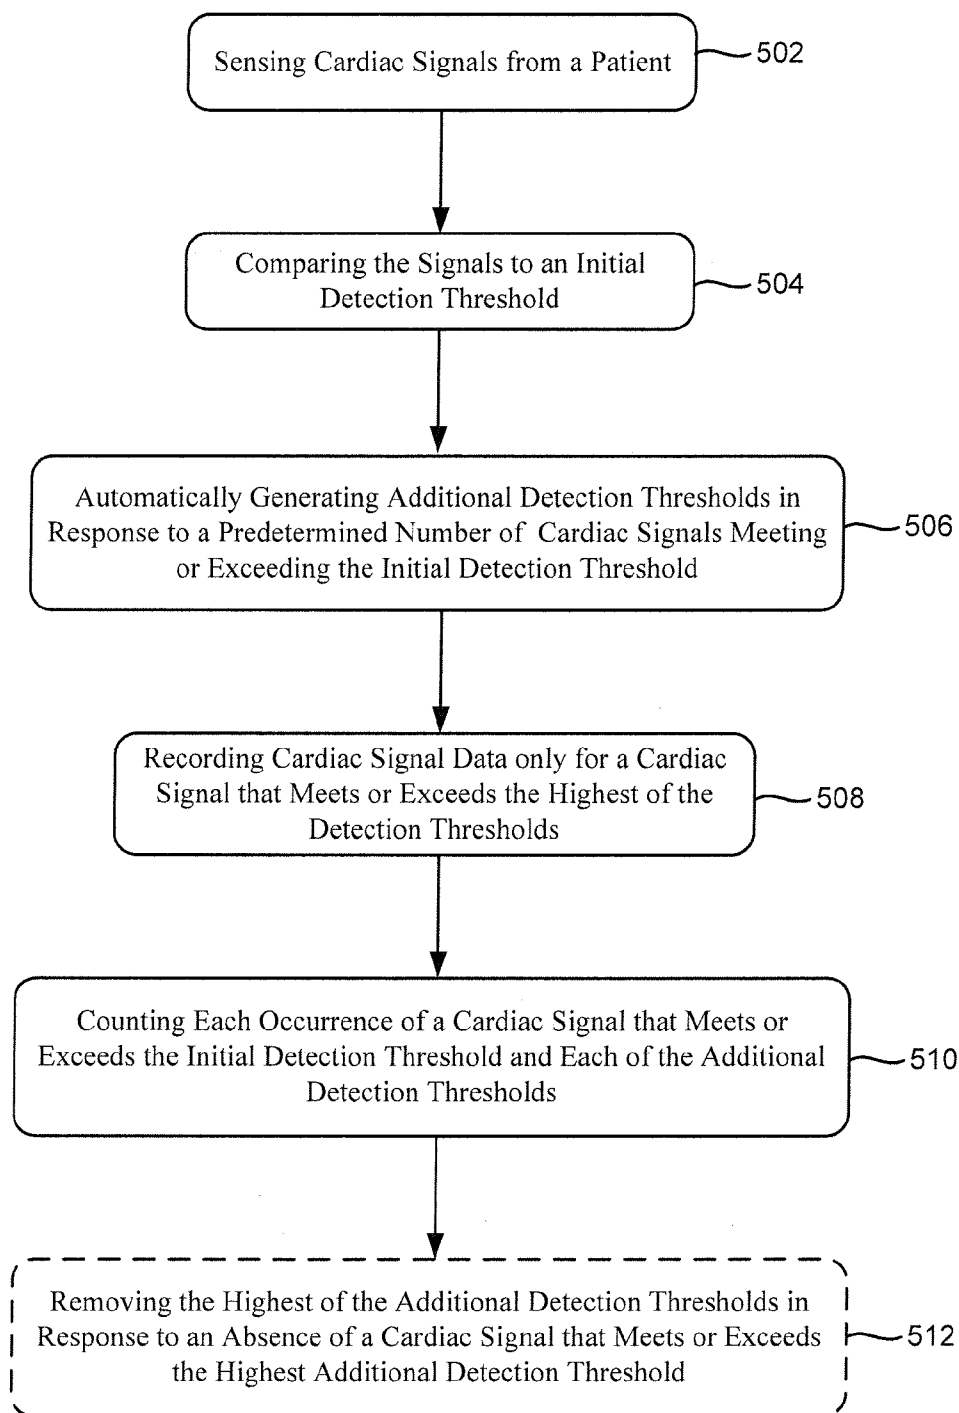 Sensing Cardiac Signals from a Patient
502
Comparing the Signals to an Initial
Detection Threshold
504
Automatically Generating Additional Detection Thresholds in
Response to a Predetermined Number of Cardiac Signals Meeting
or Exceeding the Initial Detection Threshold
506
Recording Cardiac Signal Data only for a Cardiac
Signal that Meets or Exceeds the Highest of the
Detection Thresholds
508
Counting Each Occurrence of a Cardiac Signal that Meets or
Exceeds the Initial Detection Threshold and Each of the Additional
Detection Thresholds
510
Removing the Highest of the Additional Detection Thresholds in
Response to an Absence of a Cardiac Signal that Meets or Exceeds
the Highest Additional Detection Threshold
512